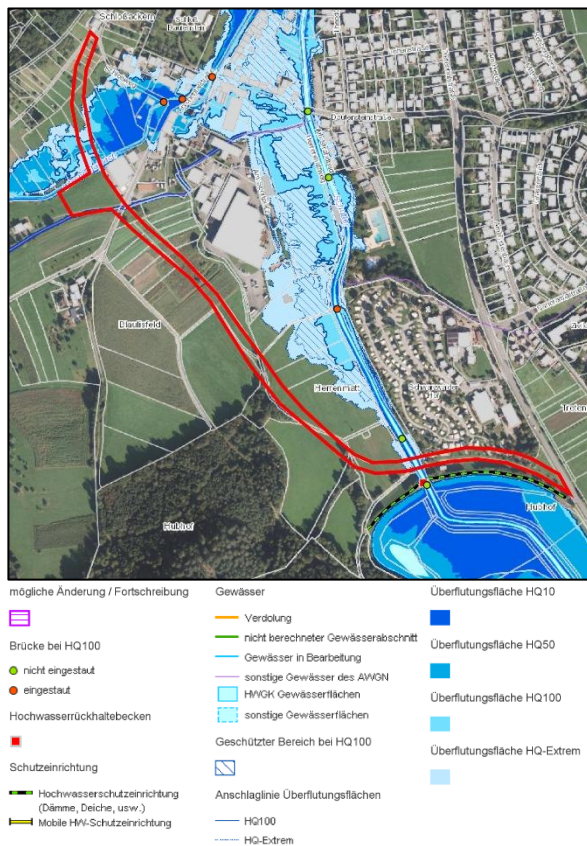 Herrenmatt
Hubhof
Hubhof
mögliche Änderung / Fortschreibung
Brücke bei HQ100
nicht eingestaut
eingestaut
Hochwasserrückhaltebecken
Schutzeinrichtung
Hochwasserschutzeinrichtung
(Dämme, Deiche, usw.)
Mobile HW-Schutzeinrichtung
Gewässer
Verdolung
nicht berechneter Gewässerabschnitt
Gewässer in Bearbeitung
sonstige Gewässer des AWGN
HWGK Gewässerflächen
sonstige Gewässerflächen
Geschützter Bereich bei HQ100
Anschlaglinie Überflutungsflächen
HQ100
HQ-Extrem
Überflutungsfläche HQ10
Überflutungsfläche HQ50
Überflutungsfläche HQ100
Überflutungsfläche HQ-Extrem